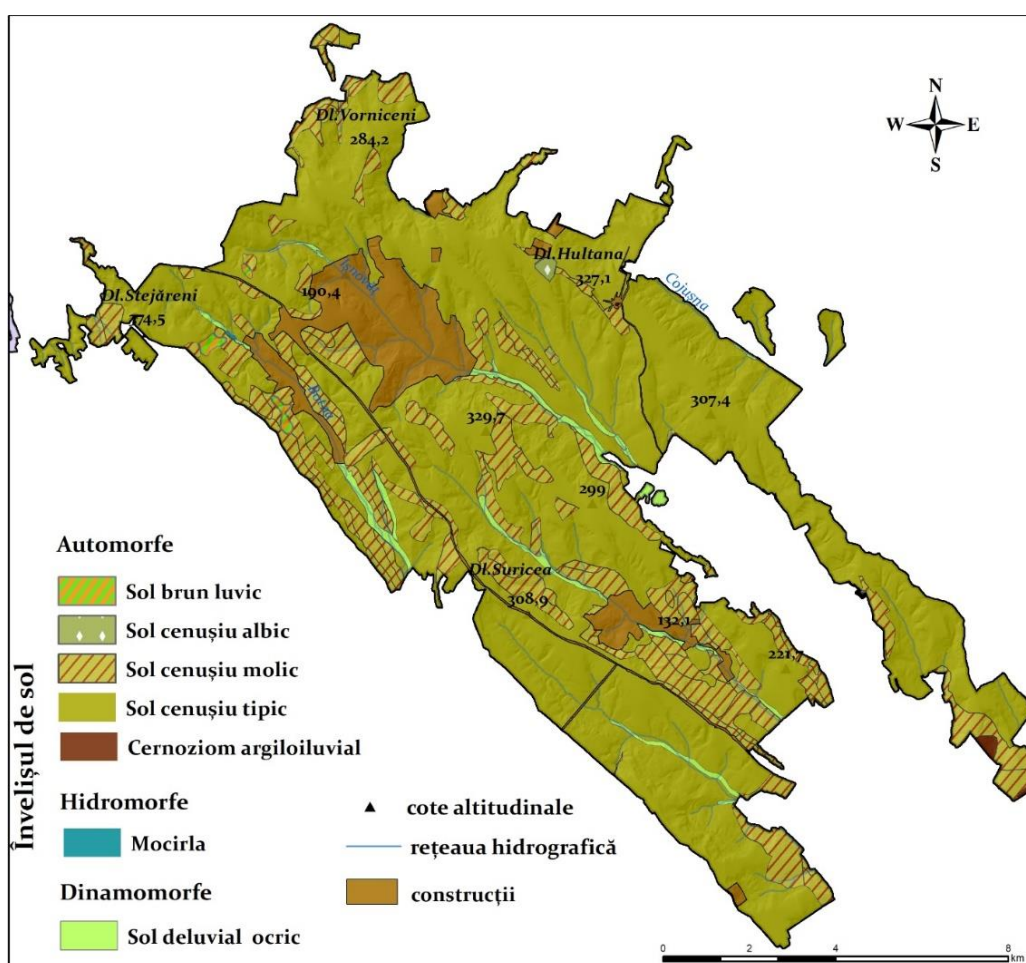 N
W E
S
Dl.Vorniceni
284,2
Dl.Hultana
327,1
Cojușna
Dl.Stejăreni
774,5
190,4
307,4
329,7
299
Dl.Suricea
308,9
132,1
221,7
Învelișul de sol
Automorfe
Sol brun luvic
Sol cenușiu albic
Sol cenușiu molic
Sol cenușiu tipic
Cernoziom argiloiluvial
Hidromorfe
Mocirla
Dinamomorfe
Sol deluvial ocric
cote altitudinale
rețeaua hidrografică
construcții
0 2 4 8
km